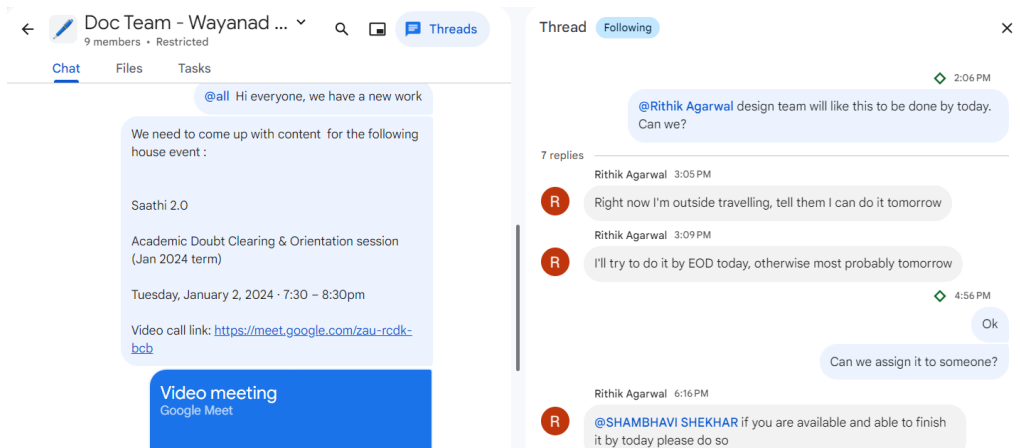 Doc Team - Wayanad ...
9 members • Restricted
Threads
Chat
Files
Tasks
@all Hi everyone, we have a new work
We need to come up with content for the following
house event :
Saathi 2.0
Academic Doubt Clearing & Orientation session
(Jan 2024 term)
Tuesday, January 2, 2024 · 7:30 – 8:30pm
Video call link: https://meet.google.com/zau-rcdk-
bcb
Video meeting
Google Meet
Thread
Following
2:06 PM
@Rithik Agarwal design team will like this to be done by today.
Can we?
7 replies
Rithik Agarwal 3:05 PM
R
Right now I'm outside travelling, tell them I can do it tomorrow
Rithik Agarwal 3:09 PM
R
I'll try to do it by EOD today, otherwise most probably tomorrow
4:56 PM
Ok
Can we assign it to someone?
Rithik Agarwal 6:16 PM
R
@SHAMBHAVI SHEKHAR if you are available and able to finish
it by today please do so